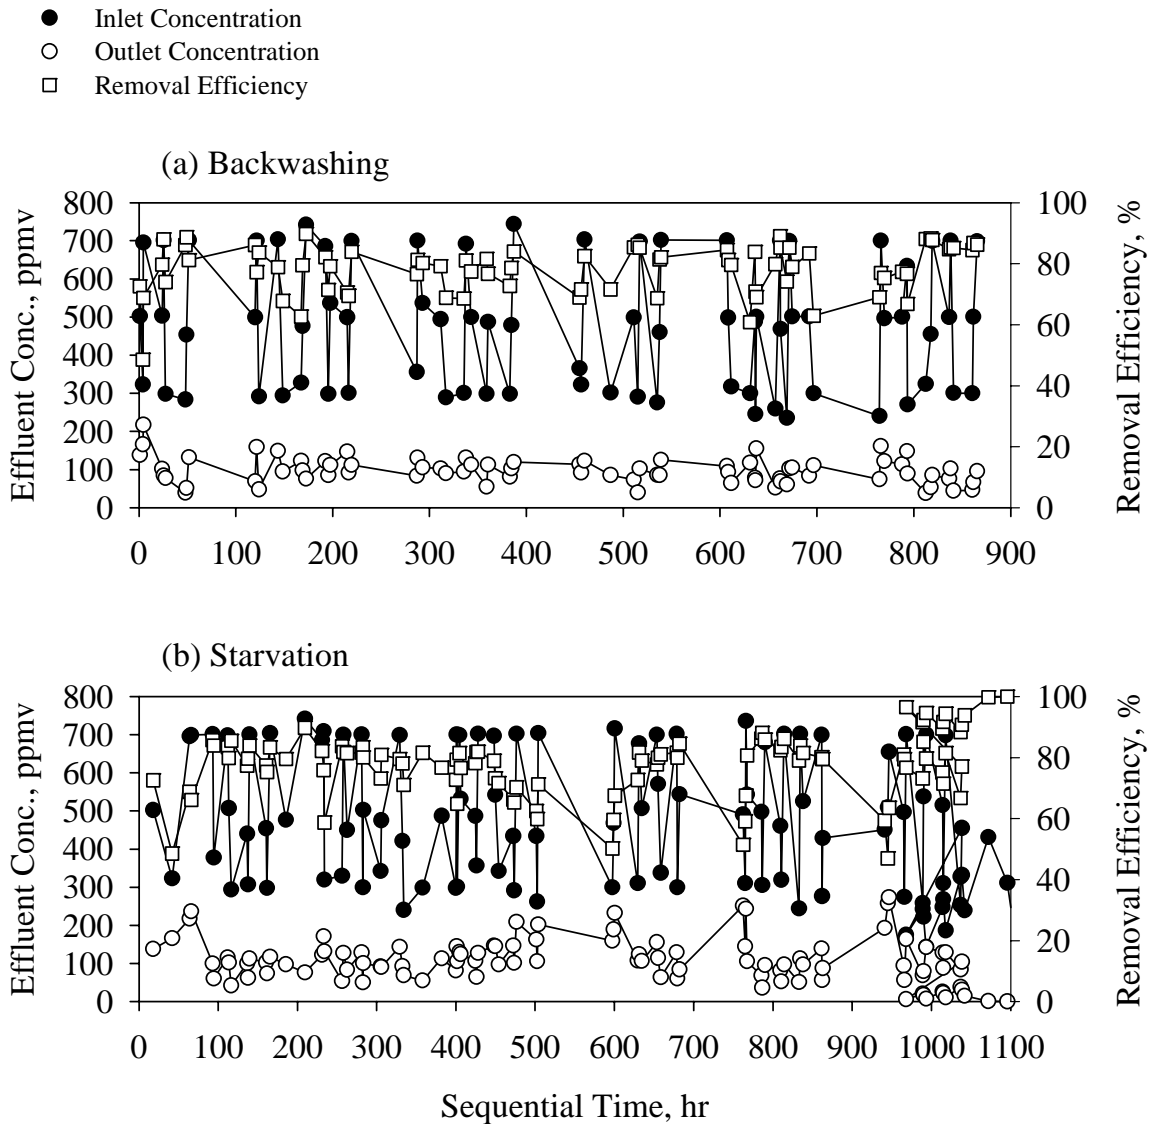 Inlet Concentration
Outlet Concentration
Removal Efficiency
(a) Backwashing
800 100
700
600 80
500 60
400
300 40
200
100 20
0 0
Effluent Conc., ppmv
Removal Efficiency, %
0 100 200 300 400 500 600 700 800 900
(b) Starvation
800 100
700
600 80
500 60
400
300 40
200
100 20
0 0
Effluent Conc., ppmv
Removal Efficiency, %
0 100 200 300 400 500 600 700 800 900 1000 1100
Sequential Time, hr